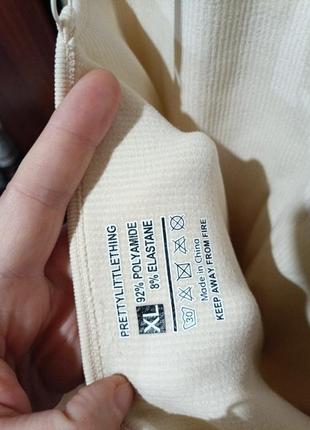 PRETTYLITTLETHING
92% POLYAMIDE
8% ELASTANE
XL
30
Made in China
KEEP AWAY FROM FIRE